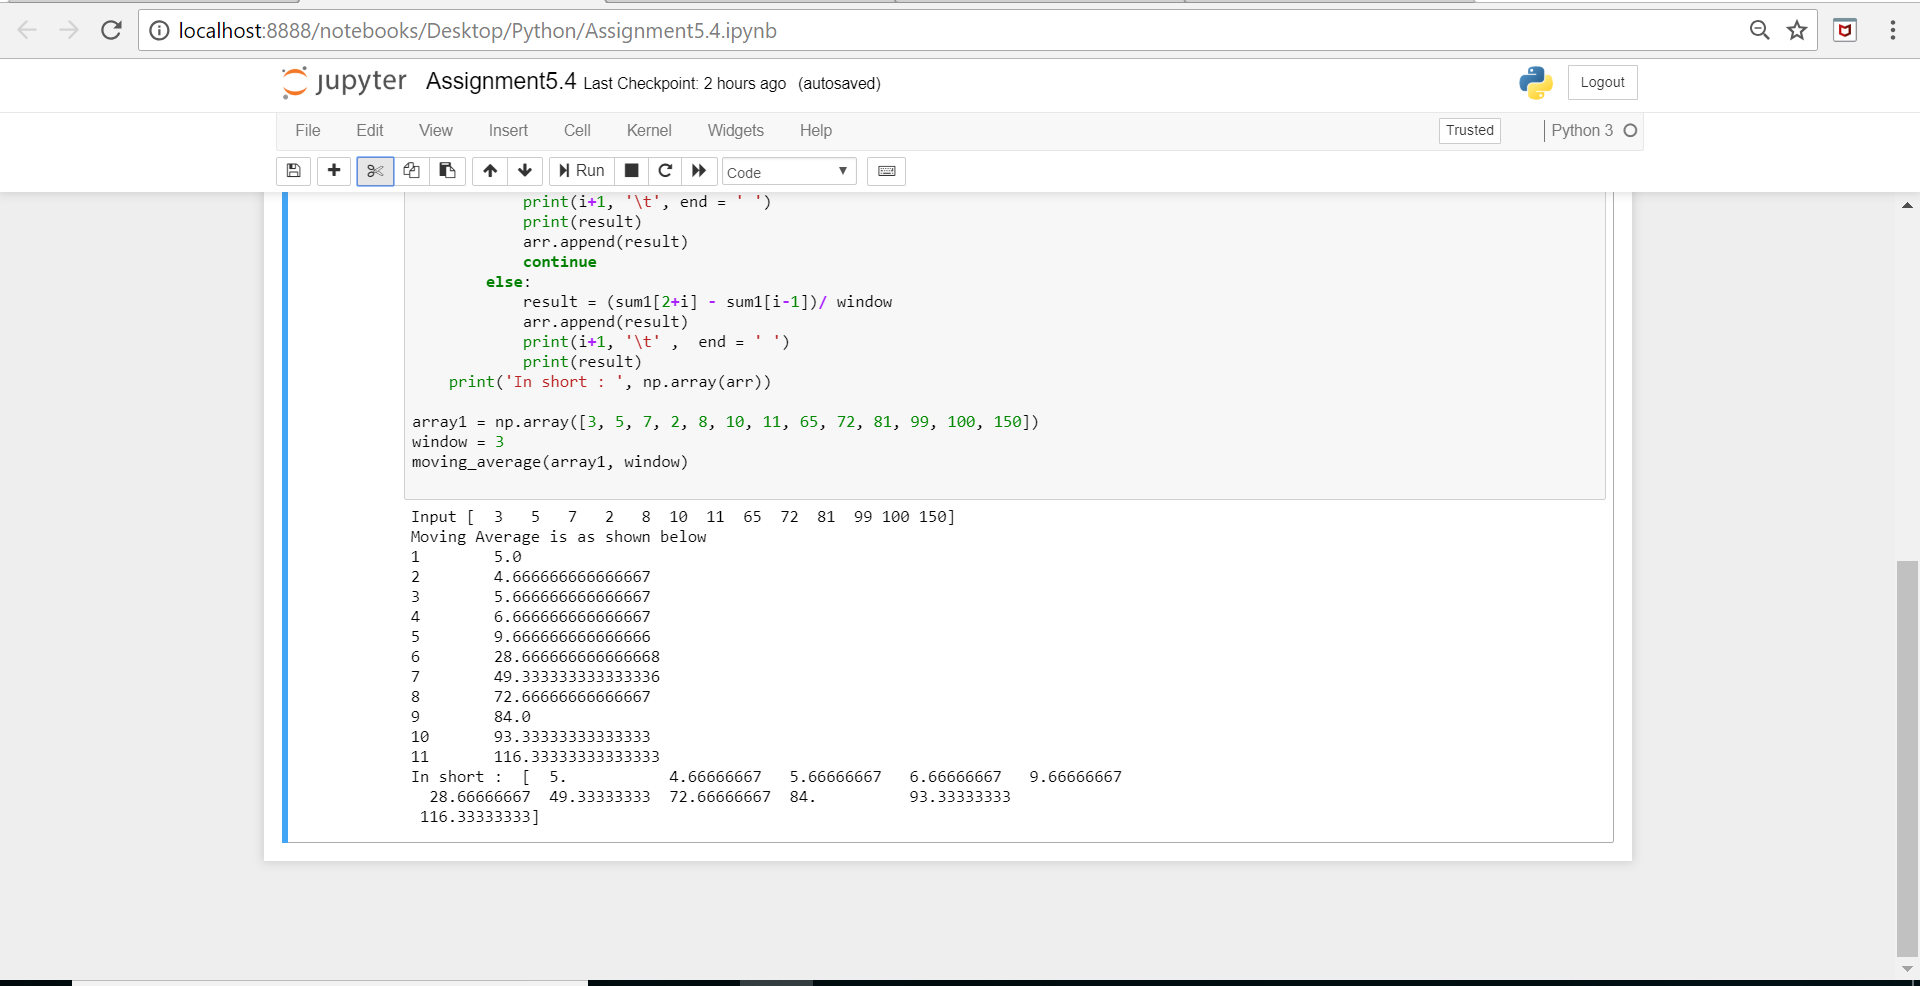 localhost:8888/notebooks/Desktop/Python/Assignment5.4.ipynb
jupyter Assignment5.4 Last Checkpoint: 2 hours ago (autosaved)
Logout
File Edit View Insert Cell Kernel Widgets Help
Trusted Python 3
Run Code
print(i+1, '\t', end = ' ')
print(result)
arr.append(result)
continue
else:
result = (sum1[2+i] - sum1[i-1])/ window
arr.append(result)
print(i+1, '\t' ,  end = ' ')
print(result)
print('In short : ', np.array(arr))
array1 = np.array([3, 5, 7, 2, 8, 10, 11, 65, 72, 81, 99, 100, 150])
window = 3
moving_average(array1, window)
Input [  3   5   7   2   8  10  11  65  72  81  99 100 150]
Moving Average is as shown below
1 5.0
2 4.666666666666667
3 5.666666666666667
4 6.666666666666667
5 9.666666666666666
6 28.666666666666668
7 49.333333333333336
8 72.66666666666667
9 84.0
10 93.33333333333333
11 116.33333333333333
In short :  [  5.           4.66666667   5.66666667   6.66666667   9.66666667
28.66666667  49.33333333  72.66666667  84.          93.33333333
116.33333333]